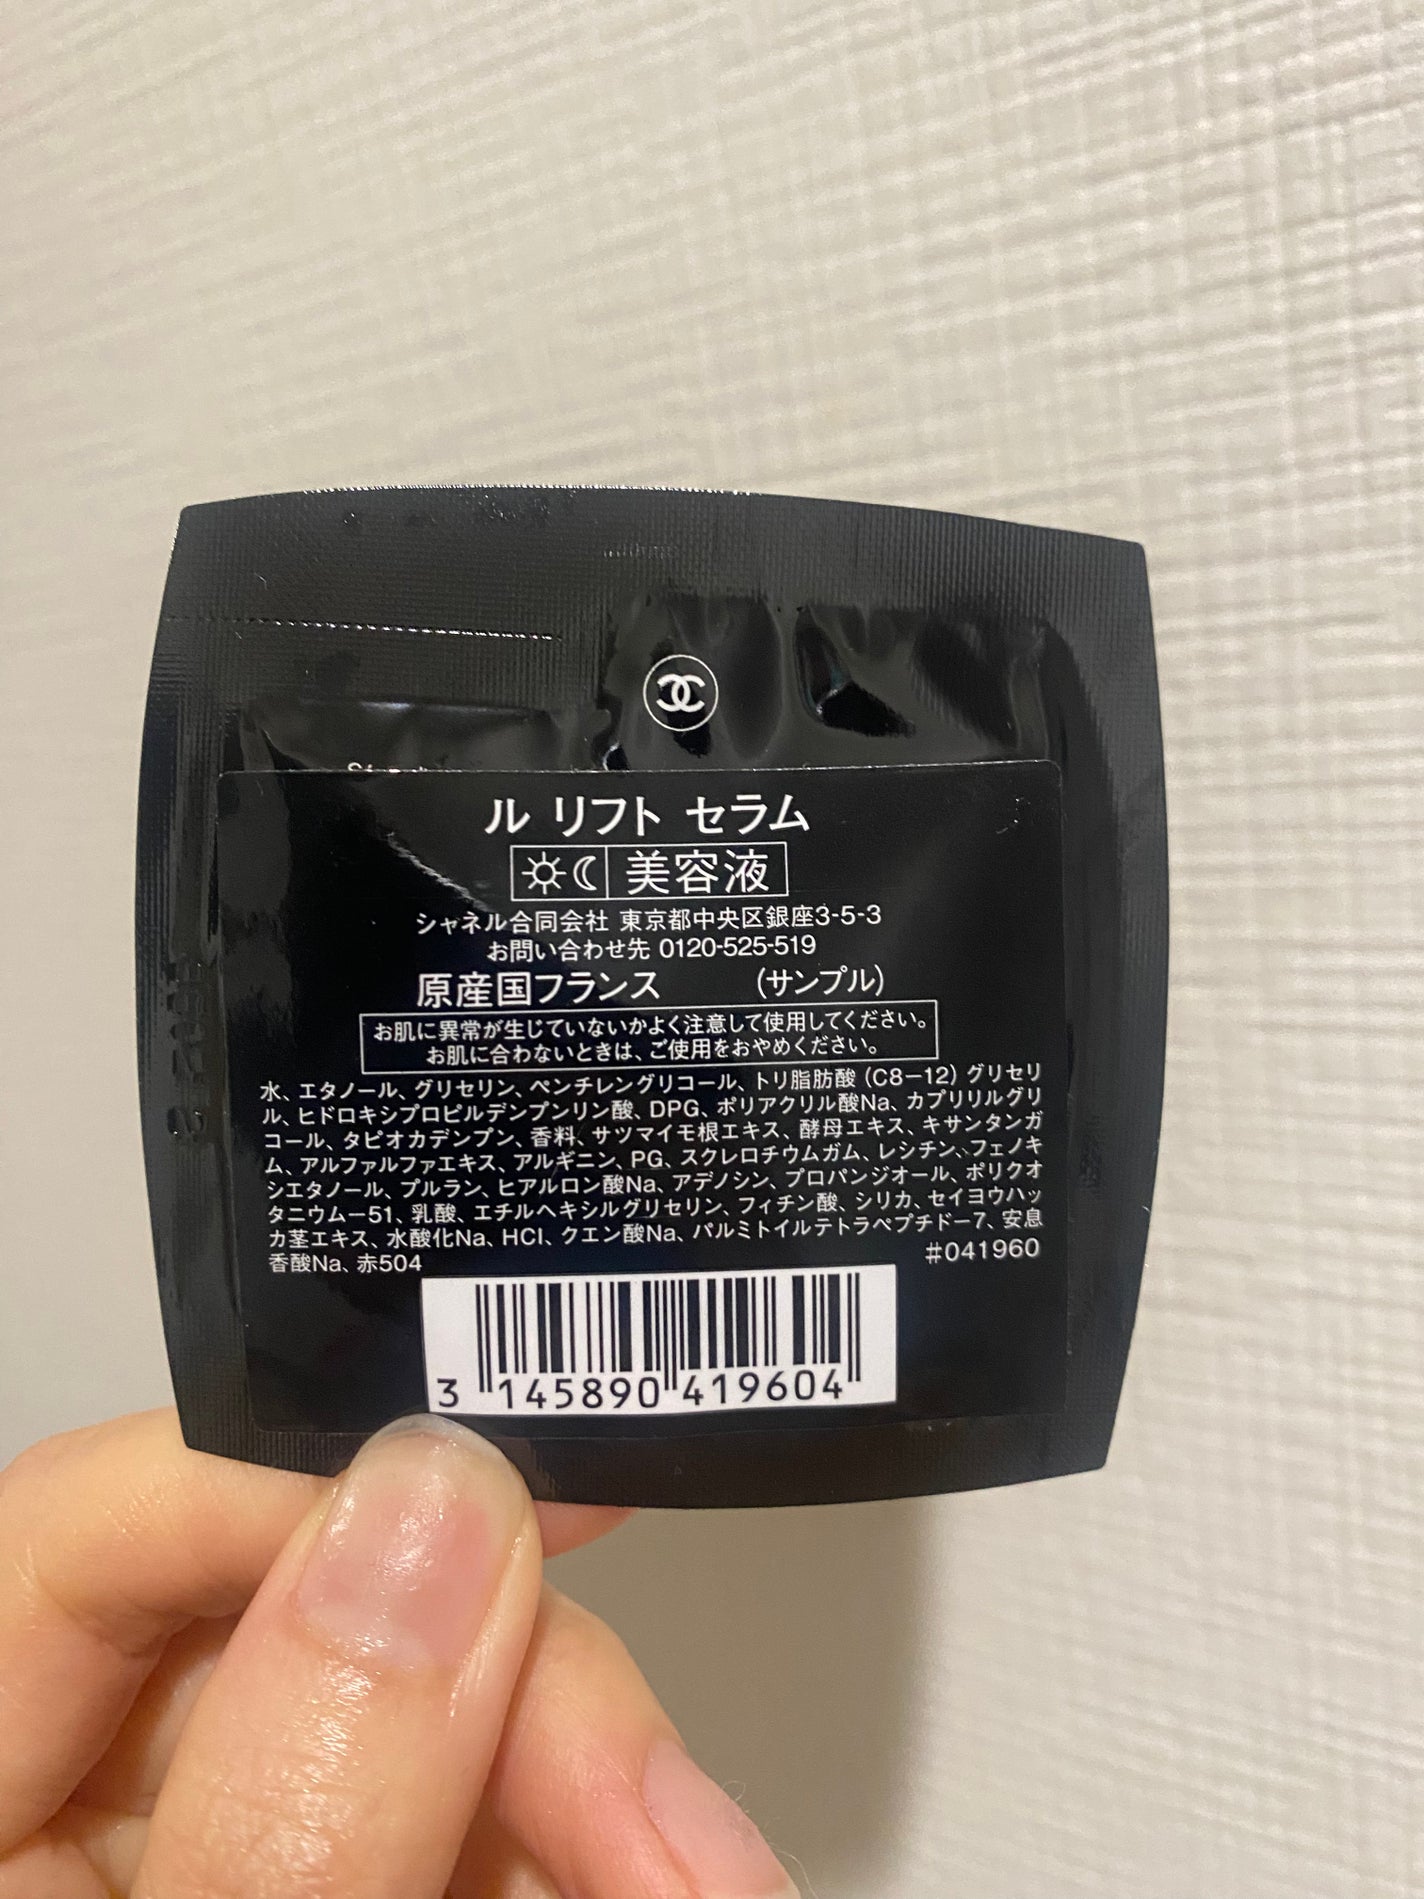 ル リフト セラム
美容液
シャネル合同会社 東京都中央区銀座3-5-3
お問い合わせ先 0120-525-519
原産国フランス (サンプル)
お肌に異常が生じていないかよく注意して使用してください。
お肌に合わないときは、ご使用をおやめください。
水、エタノール、グリセリン、ペンチレングリコール、トリ脂肪酸(C8ー12)グリセリ
ル、ヒドロキシプロピルデンプンリン酸、DPG、ポリアクリル酸Na、カプリリルグリ
コール、タピオカデンプン、香料、サツマイモ根エキス、酵母エキス、キサンタンガ
ム、アルファルファエキス、アルギニン、PG、スクレロチウムガム、レシチン、フェノキ
シエタノール、プルラン、ヒアルロン酸Na、アデノシン、プロパンジオール、ポリクオ
タニウムー51、乳酸、エチルヘキシルグリセリン、フィチン酸、シリカ、セイヨウハッ
カ茎エキス、水酸化Na、HCl、クエン酸Na、パルミトイルテトラペプチドー7、安息
香酸Na、赤504 #041960
3 145890 419604